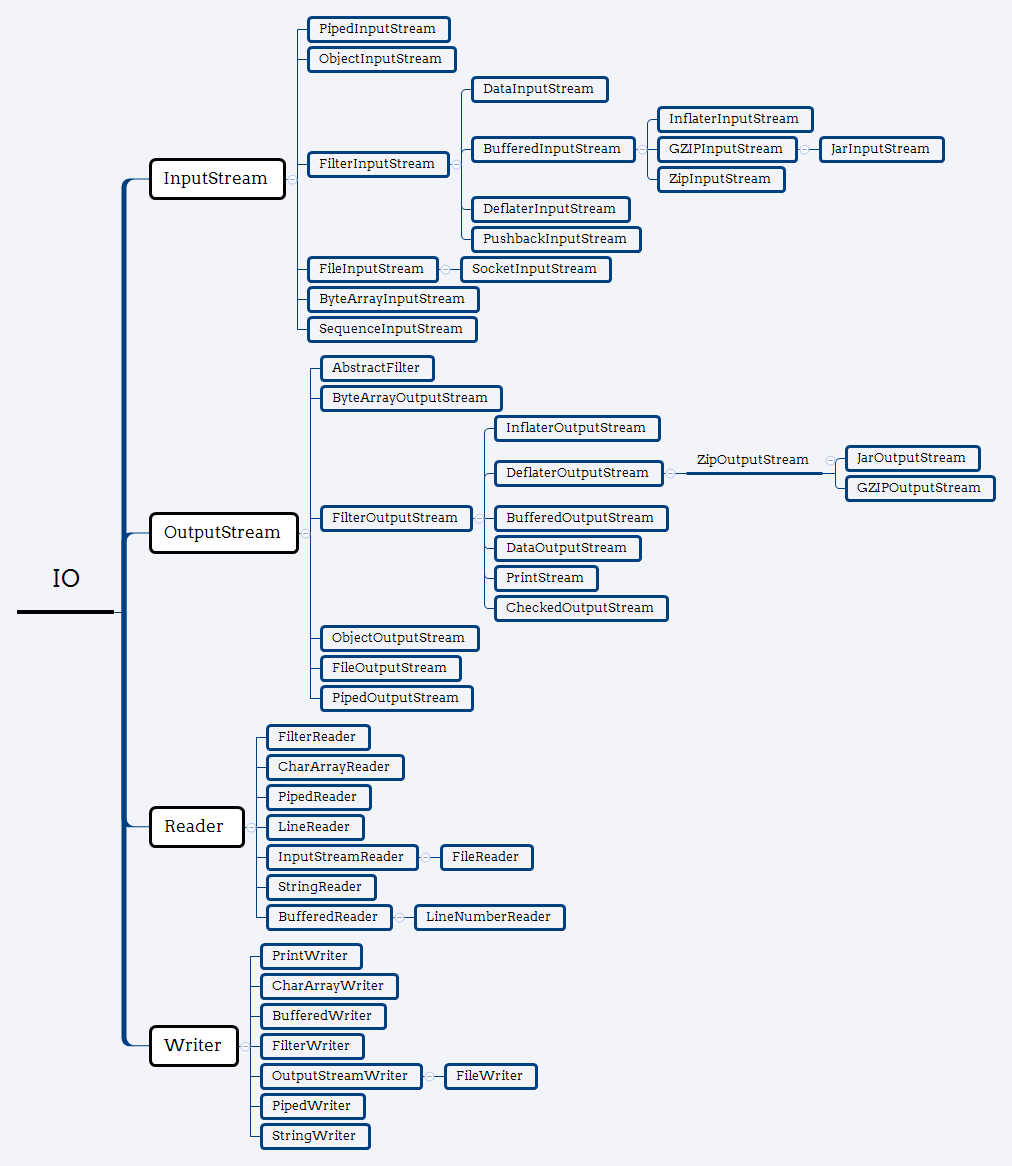 IO
InputStream
PipedInputStream
ObjectInputStream
FilterInputStream
DataInputStream
BufferedInputStream
InflaterInputStream
GZIPInputStream
JarInputStream
ZipInputStream
DeflaterInputStream
PushbackInputStream
FileInputStream
SocketInputStream
ByteArrayInputStream
SequenceInputStream
OutputStream
AbstractFilter
ByteArrayOutputStream
FilterOutputStream
InflaterOutputStream
DeflaterOutputStream
ZipOutputStream
JarOutputStream
GZIPOutputStream
BufferedOutputStream
DataOutputStream
PrintStream
CheckedOutputStream
ObjectOutputStream
FileOutputStream
PipedOutputStream
Reader
FilterReader
CharArrayReader
PipedReader
LineReader
InputStreamReader
FileReader
StringReader
BufferedReader
LineNumberReader
Writer
PrintWriter
CharArrayWriter
BufferedWriter
FilterWriter
OutputStreamWriter
FileWriter
PipedWriter
StringWriter